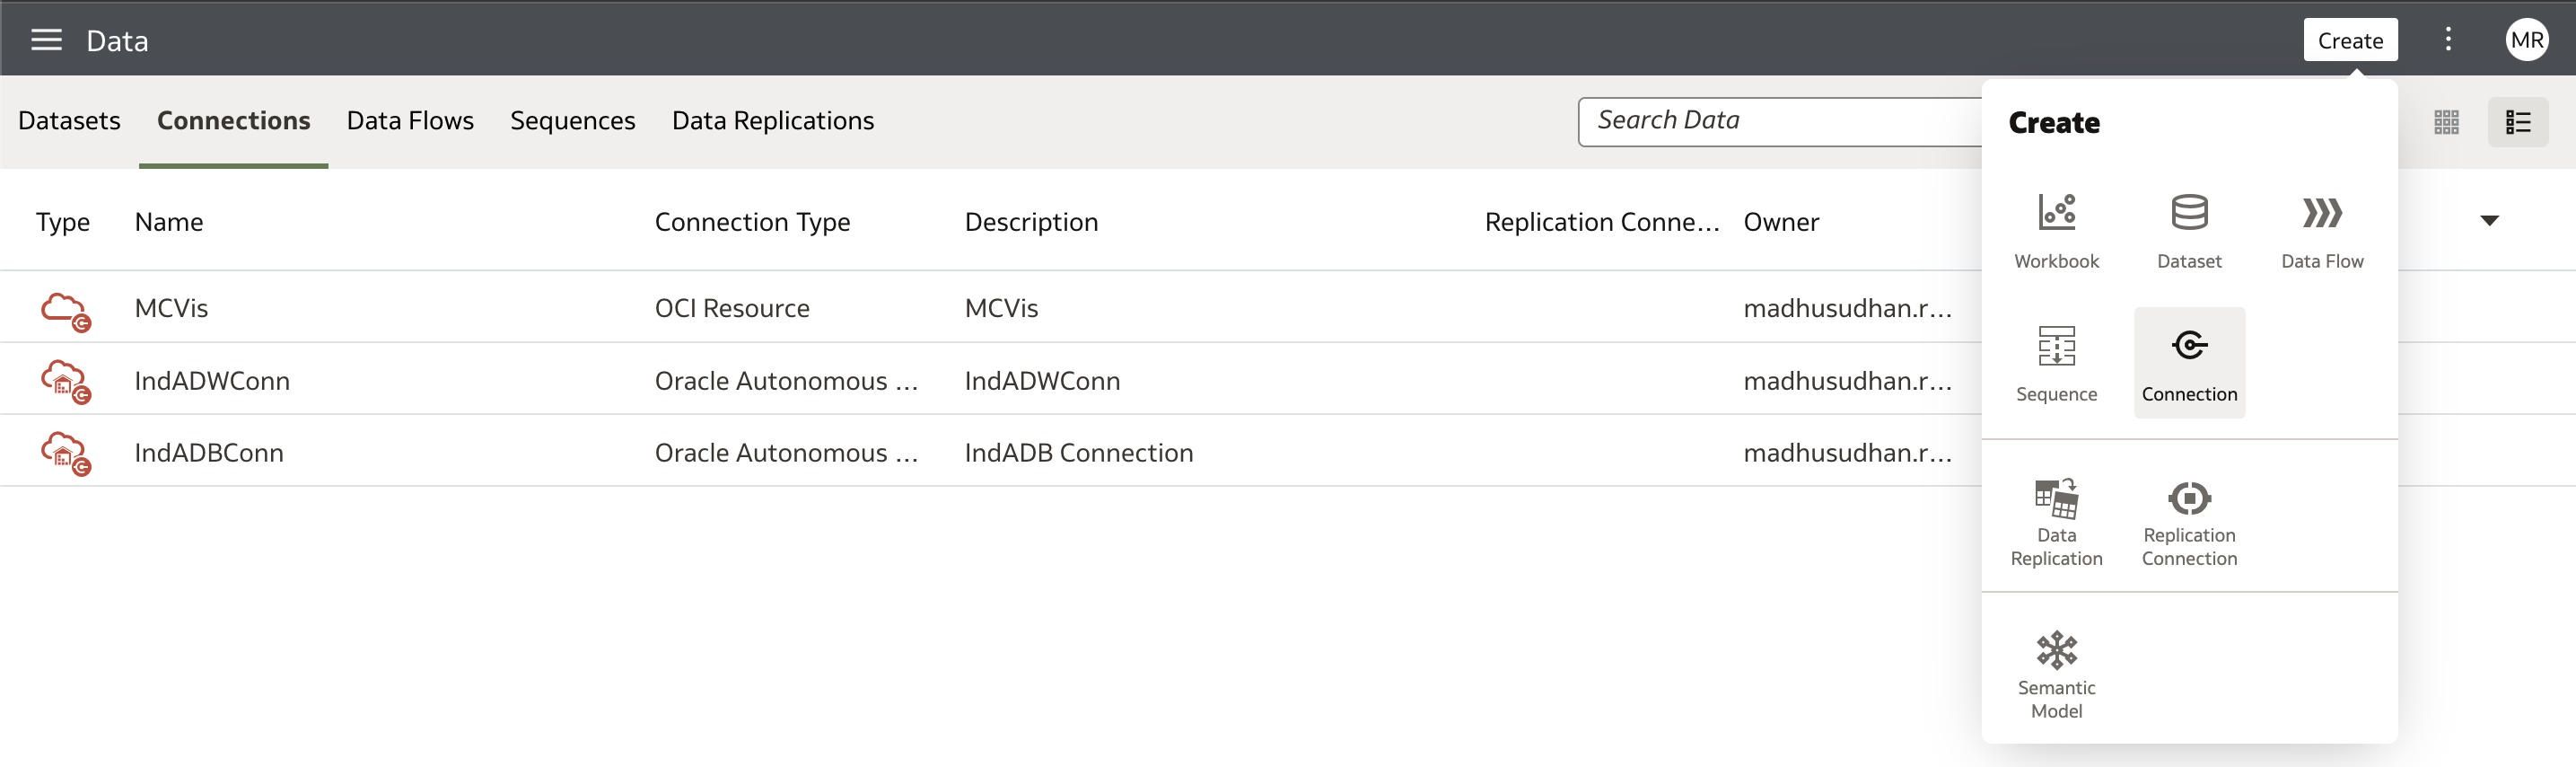 Data
Create
MR
Datasets
Connections
Data Flows
Sequences
Data Replications
Search Data
Type
Name
Connection Type
Description
Replication Conne...
Owner
MCVis
OCI Resource
MCVis
madhusudhan.r...
IndADWConn
Oracle Autonomous ...
IndADWConn
madhusudhan.r...
IndADBConn
Oracle Autonomous ...
IndADB Connection
madhusudhan.r...
Create
Workbook
Dataset
Data Flow
Sequence
Connection
Data
Replication
Replication
Connection
Semantic
Model